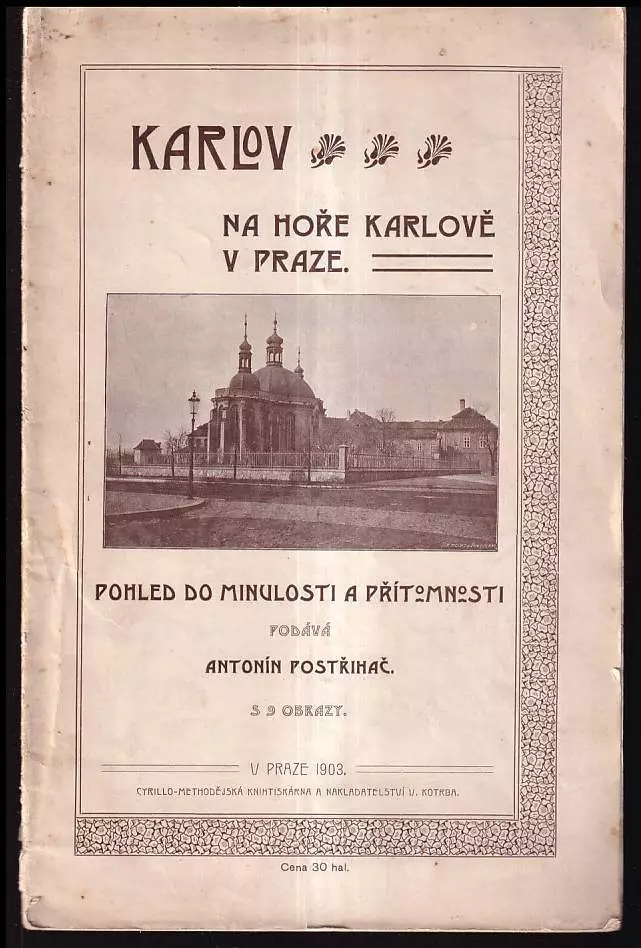 KARLOV
NA HOŘE KARLOVĚ
V PRAZE.
POHLED DO MINULOSTI A PŘÍTOMNOSTI
PODÁVÁ
ANTONÍN POSTŘIHAČ.
S 9 OBRAZY.
V PRAZE 1903.
CYRILLO-METHODĚJSKÁ KNIHTISKÁRNA A NAKLADATELSTVÍ V. KOTRBA.
Cena 30 hal.